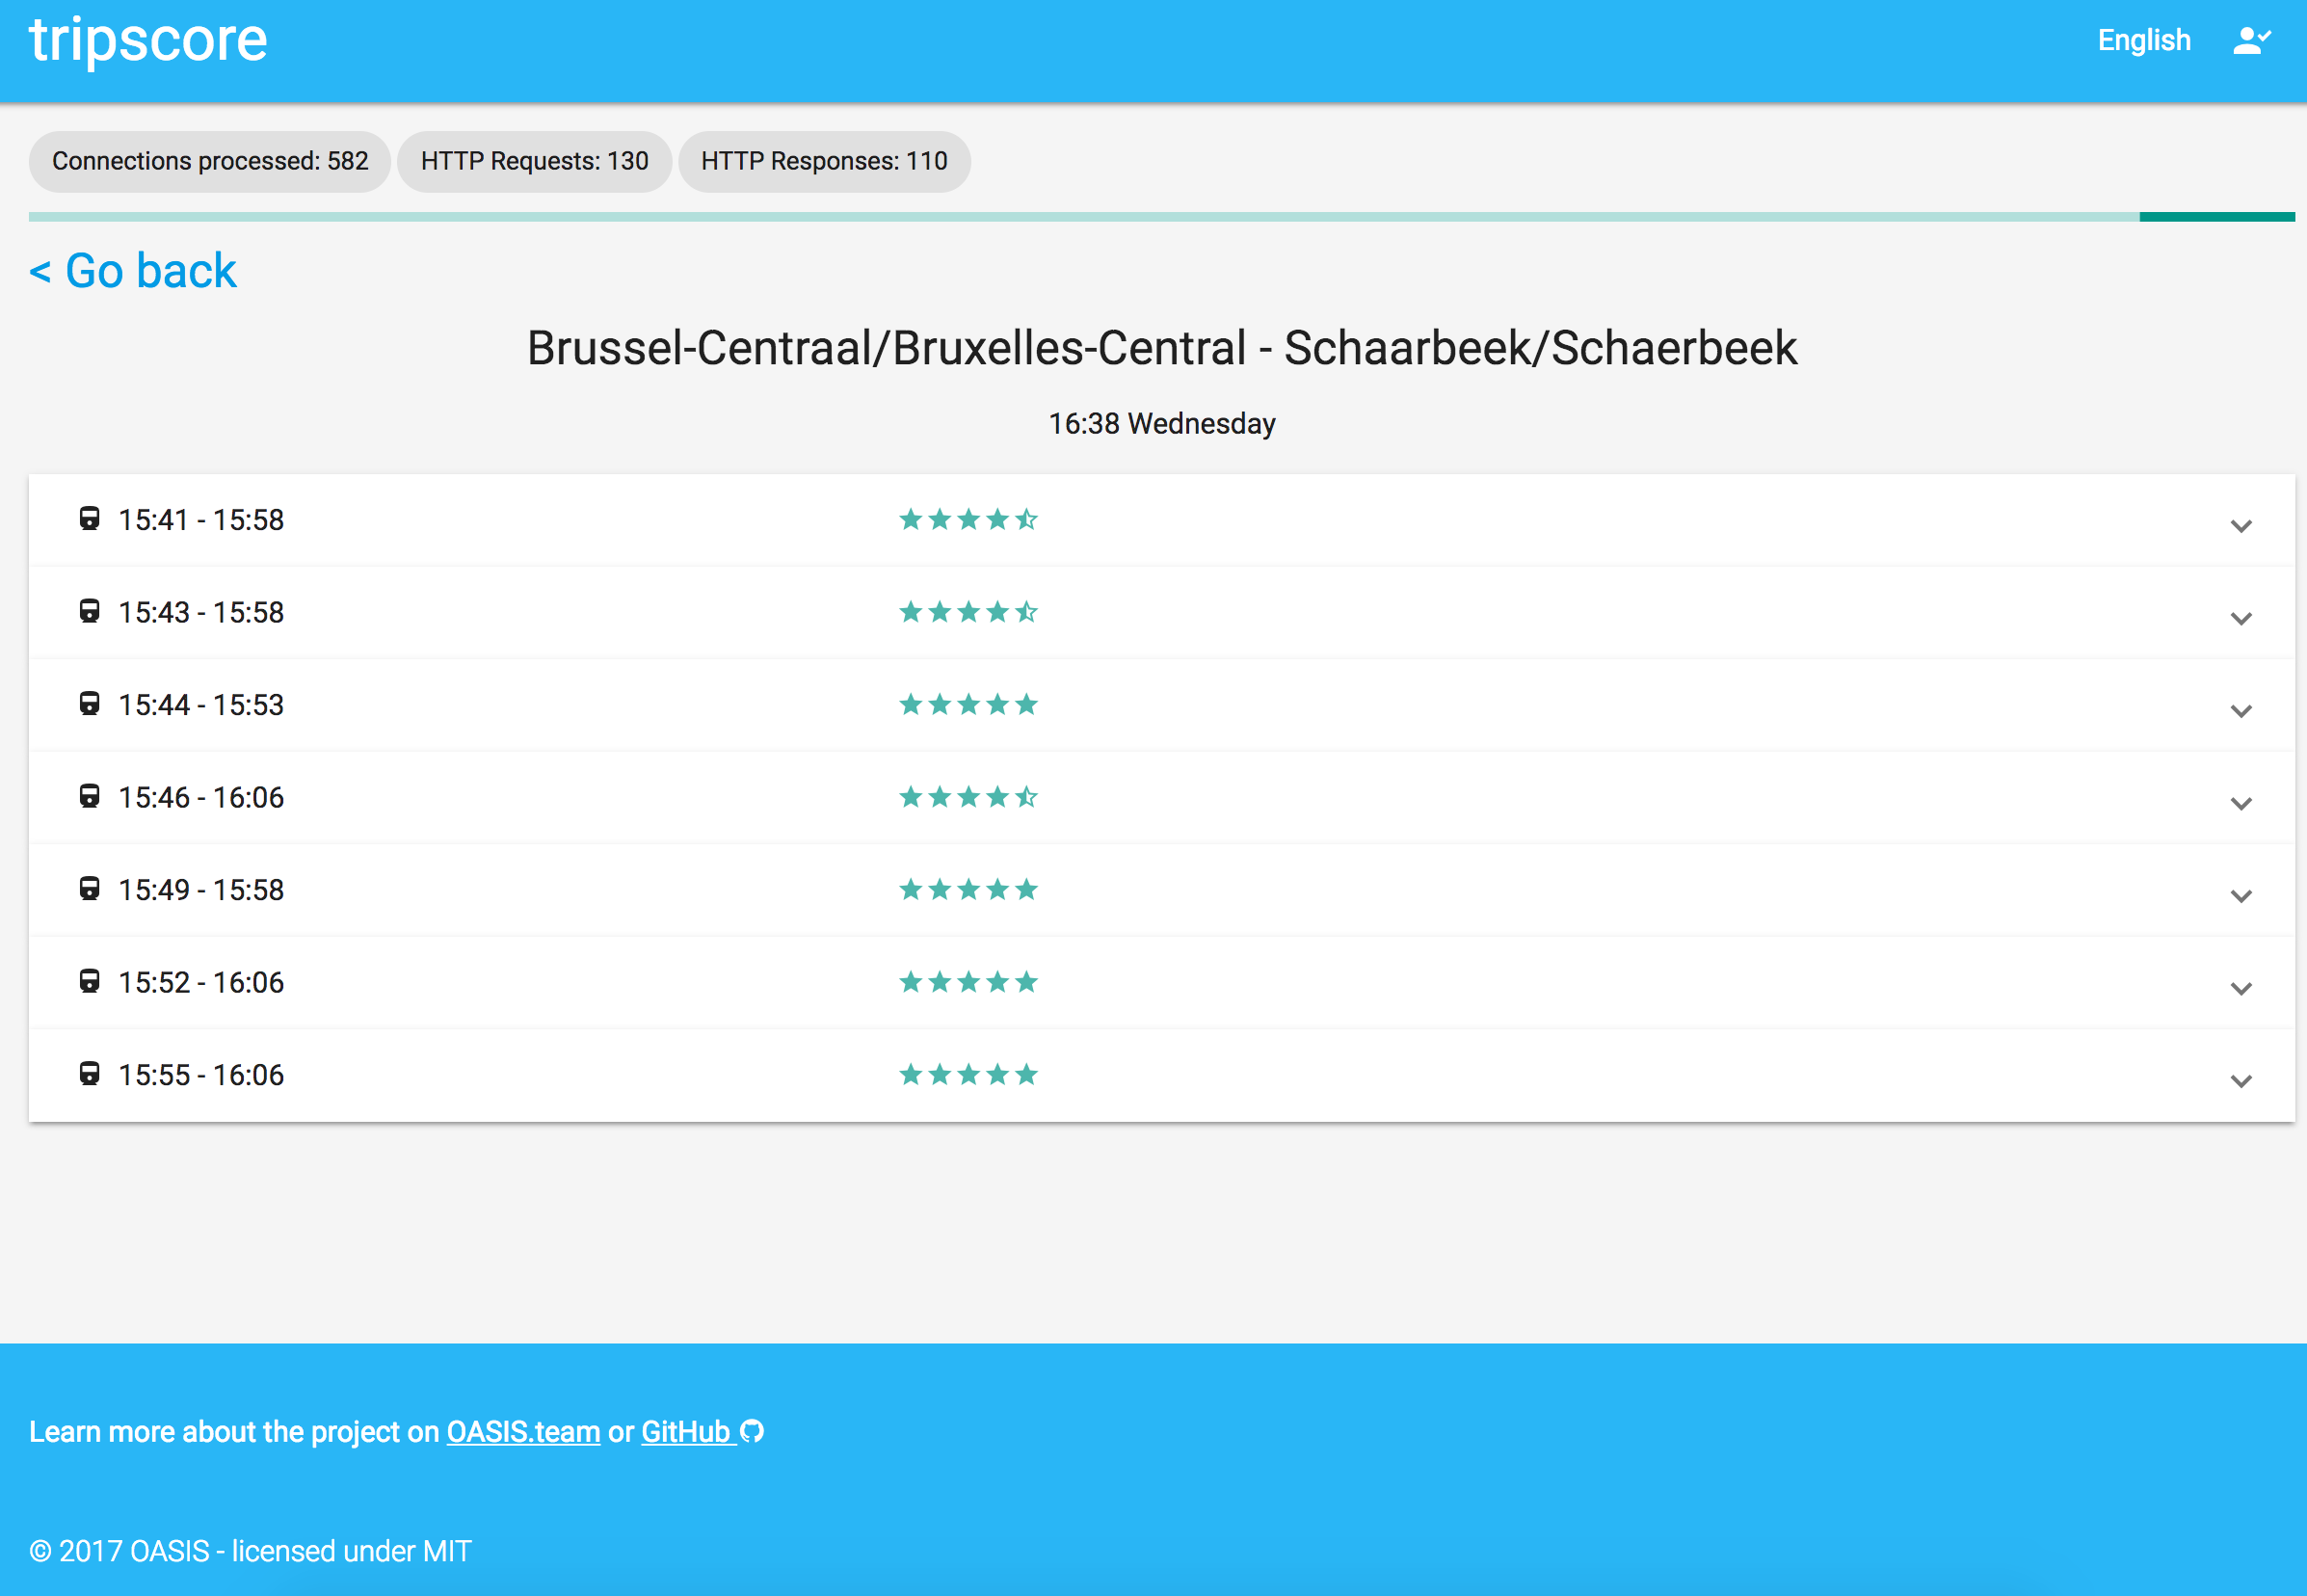 tripscore
English
Connections processed: 582 HTTP Requests: 130 HTTP Responses: 110
< Go back
Brussel-Centraal/Bruxelles-Central - Schaarbeek/Schaerbeek
16:38 Wednesday
15:41 - 15:58
15:43 - 15:58
15:44 - 15:53
15:46 - 16:06
15:49 - 15:58
15:52 - 16:06
15:55 - 16:06
Learn more about the project on OASIS.team or GitHub
© 2017 OASIS - licensed under MIT